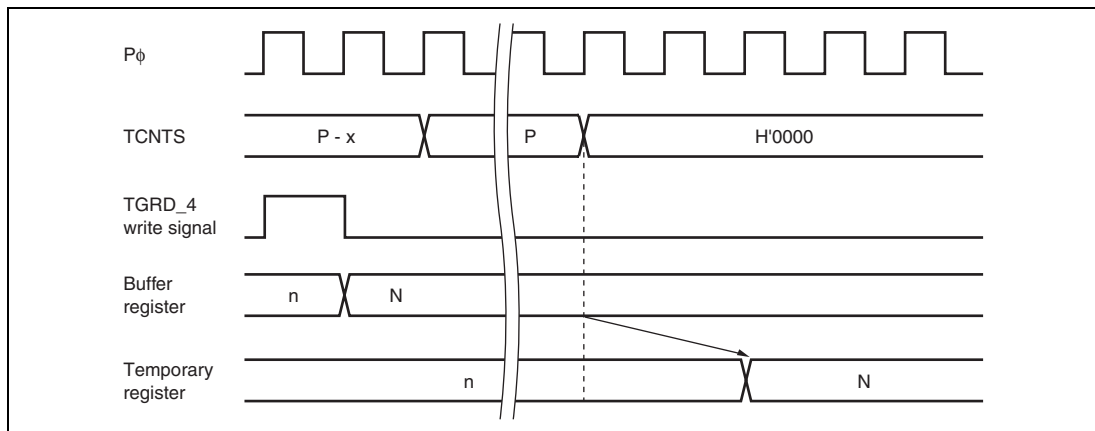 Pϕ
TCNTS
P - x
P
H'0000
TGRD_4
write signal
Buffer
register
n
N
Temporary
register
n
N